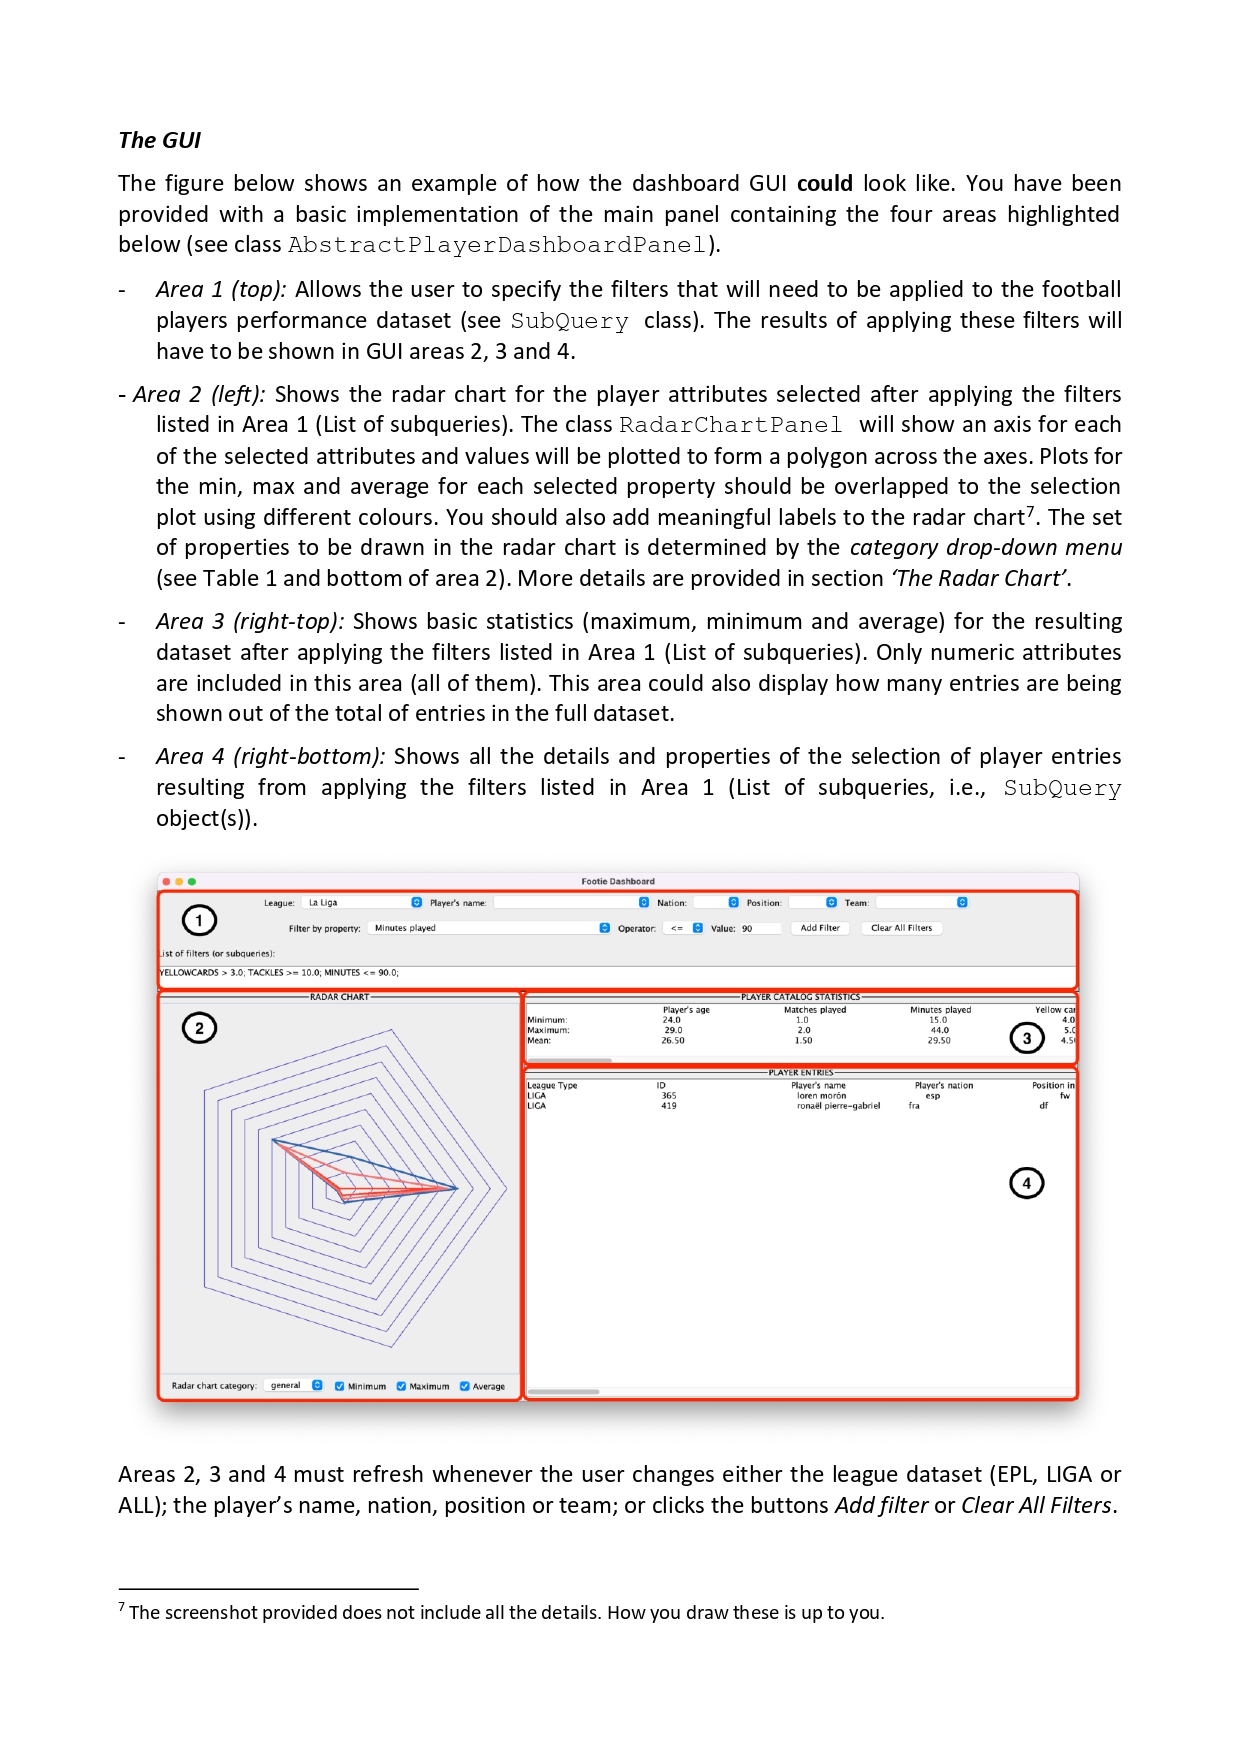 The GUI
The figure below shows an example of how the dashboard GUI could look like. You have been
provided with a basic implementation of the main panel containing the four areas highlighted
below (see class AbstractPlayerDashboardPanel).
- Area 1 (top): Allows the user to specify the filters that will need to be applied to the football
players performance dataset (see SubQuery class). The results of applying these filters will
have to be shown in GUI areas 2, 3 and 4.
- Area 2 (left): Shows the radar chart for the player attributes selected after applying the filters
listed in Area 1 (List of subqueries). The class RadarChartPanel will show an axis for each
of the selected attributes and values will be plotted to form a polygon across the axes. Plots for
the min, max and average for each selected property should be overlapped to the selection
plot using different colours. You should also add meaningful labels to the radar chart7. The set
of properties to be drawn in the radar chart is determined by the category drop-down menu
(see Table 1 and bottom of area 2). More details are provided in section ‘The Radar Chart’.
- Area 3 (right-top): Shows basic statistics (maximum, minimum and average) for the resulting
dataset after applying the filters listed in Area 1 (List of subqueries). Only numeric attributes
are included in this area (all of them). This area could also display how many entries are being
shown out of the total of entries in the full dataset.
- Area 4 (right-bottom): Shows all the details and properties of the selection of player entries
resulting from applying the filters listed in Area 1 (List of subqueries, i.e., SubQuery
object(s)).
Footie Dashboard
1
League: La Liga Player's name: Nation: Position: Team:
Filter by property: Minutes played Operator: <= Value: 90 Add Filter Clear All Filters
List of filters (or subqueries):
YELLOWCARDS > 3.0; TACKLES >= 10.0; MINUTES <= 90.0;
RADAR CHART
2
Radar chart category: general Minimum Maximum Average
PLAYER CATALOG STATISTICS
Player's age Matches played Minutes played Yellow car
Minimum: 24.0 1.0 15.0 4.0
Maximum: 29.0 2.0 44.0 5.0
Mean: 26.50 1.50 29.50 4.50
3
PLAYER ENTRIES
League Type ID Player's name Player's nation Position in
LIGA 365 loren morón esp fw
LIGA 419 ronaël pierre-gabriel fra df
4
Areas 2, 3 and 4 must refresh whenever the user changes either the league dataset (EPL, LIGA or
ALL); the player’s name, nation, position or team; or clicks the buttons Add filter or Clear All Filters.
7 The screenshot provided does not include all the details. How you draw these is up to you.